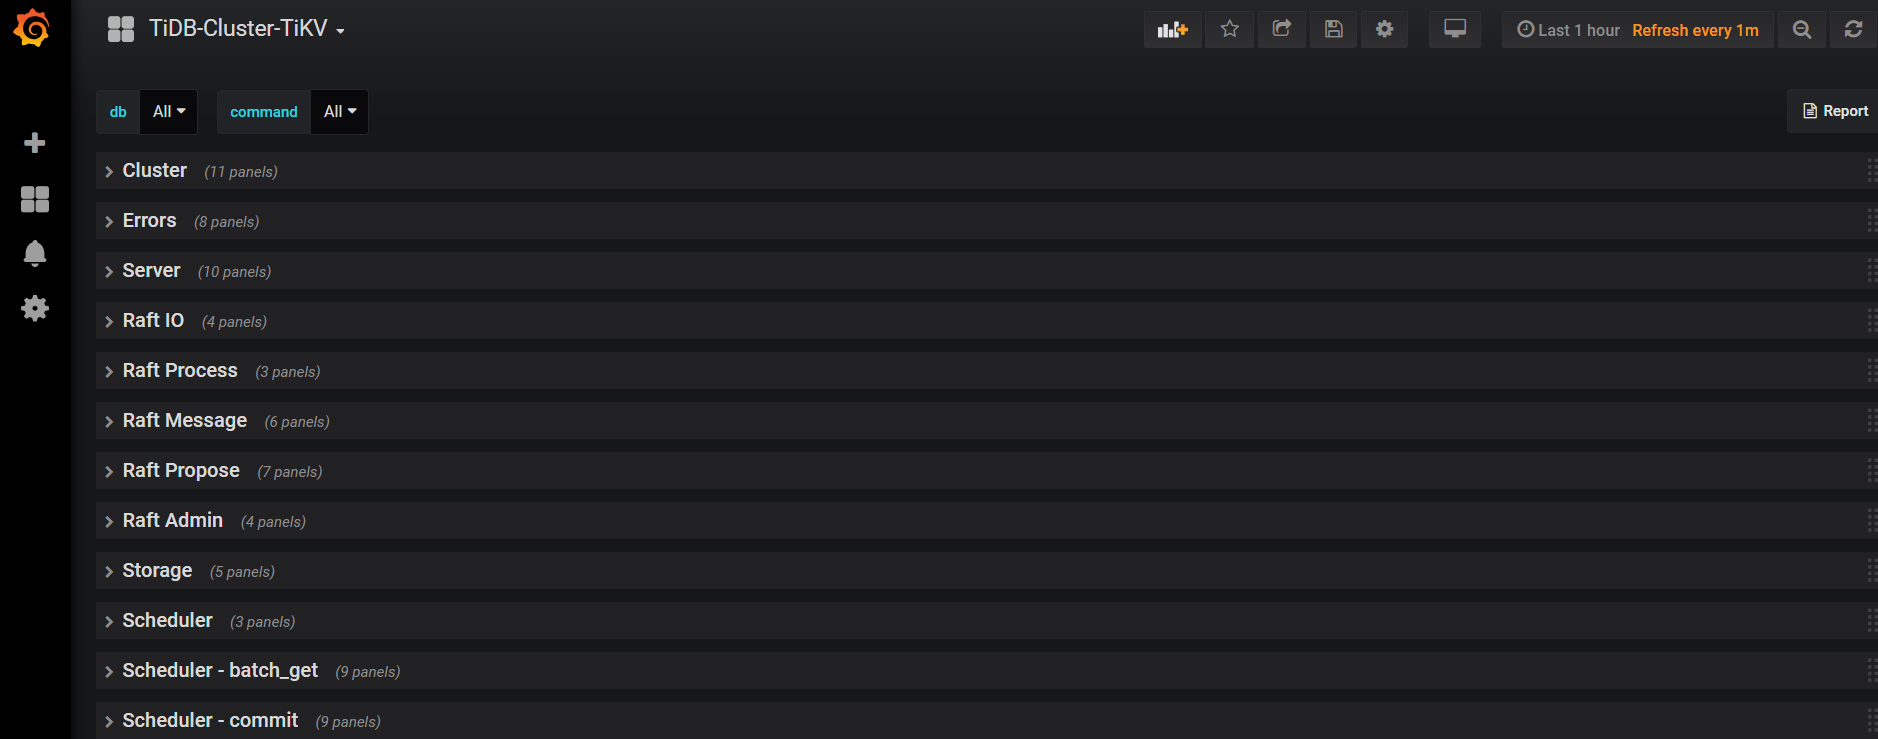 TiDB-Cluster-TiKV
Last 1 hour Refresh every 1m
db All command All
Report
Cluster (11 panels)
Errors (8 panels)
Server (10 panels)
Raft IO (4 panels)
Raft Process (3 panels)
Raft Message (6 panels)
Raft Propose (7 panels)
Raft Admin (4 panels)
Storage (5 panels)
Scheduler (3 panels)
Scheduler - batch_get (9 panels)
Scheduler - commit (9 panels)